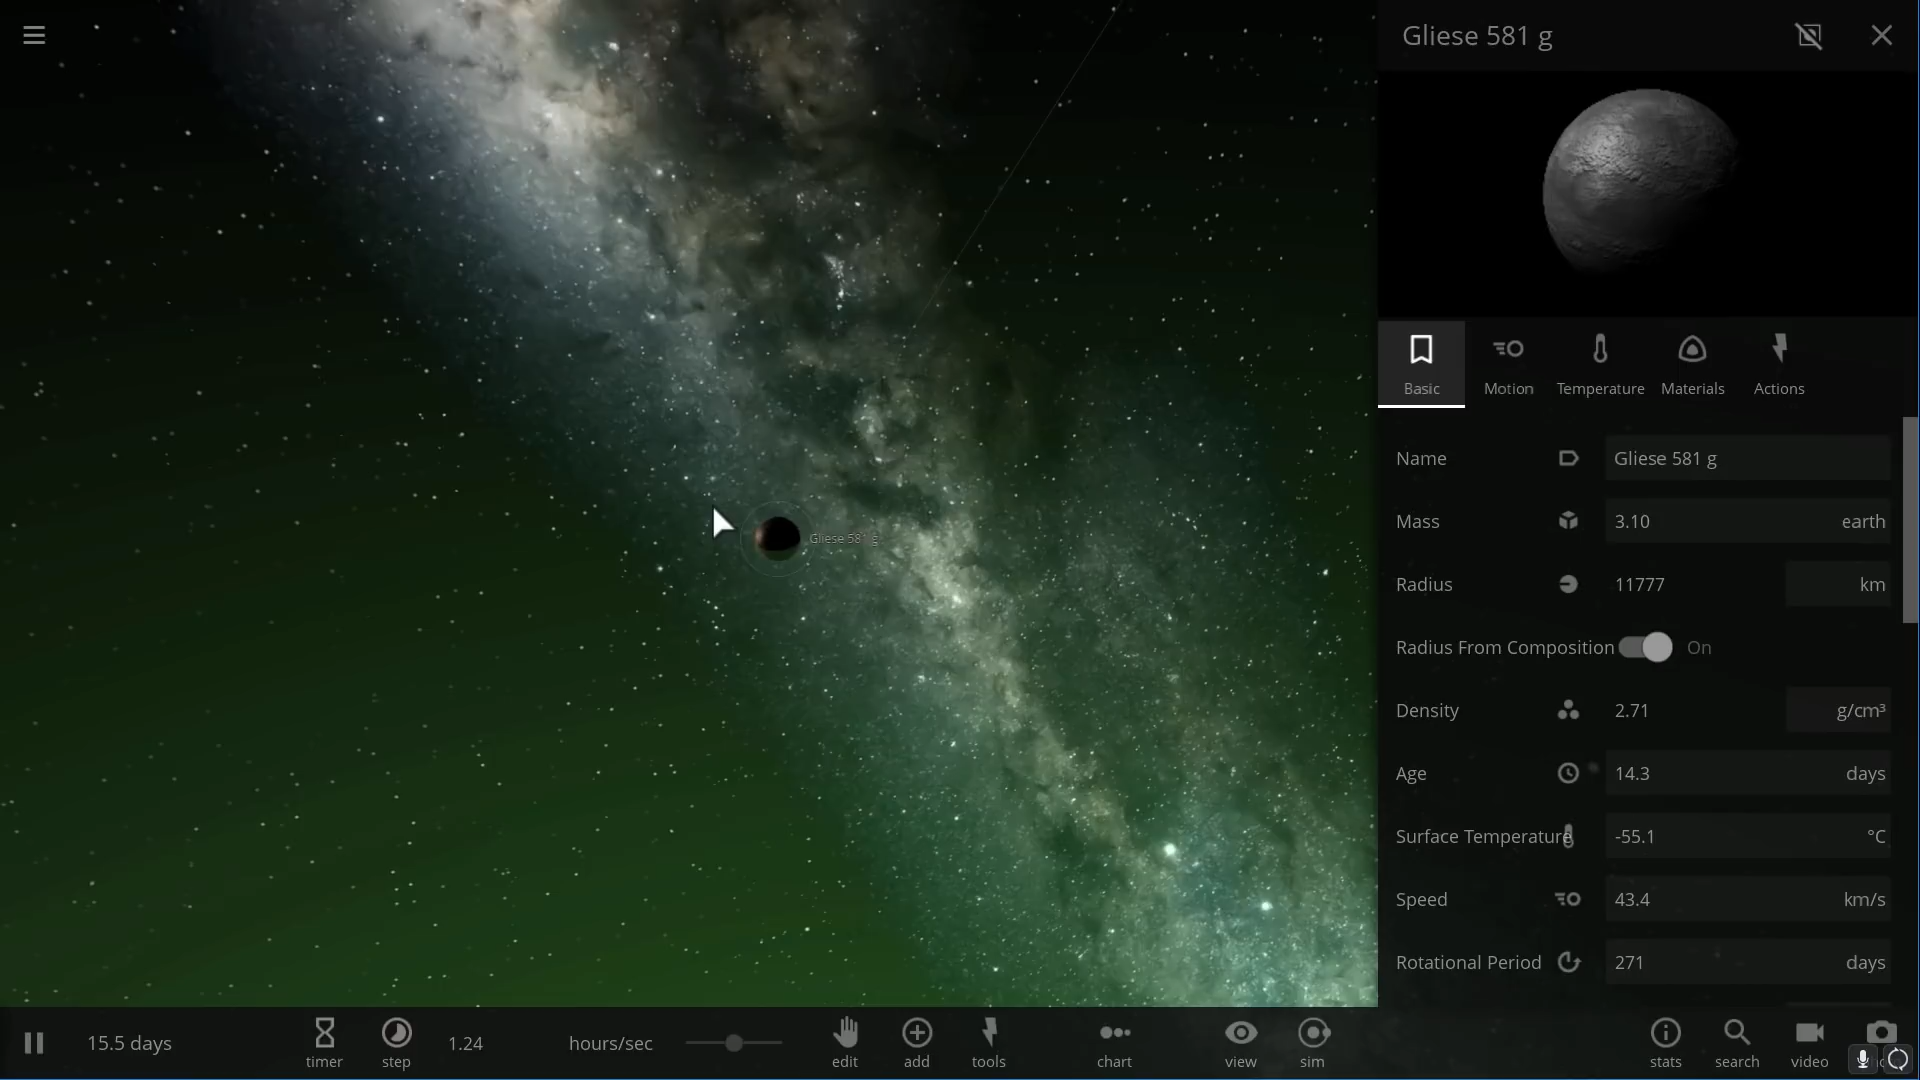 Gliese 581 g
Basic
Motion
Temperature
Materials
Actions
Name
Gliese 581 g
Mass
3.10
earth
Radius
11777
km
Radius From Composition
On
Density
2.71
g/cm³
Age
14.3
days
Surface Temperature
-55.1
°C
Speed
43.4
km/s
Rotational Period
271
days
Gliese 581 g
15.5 days
timer
step
1.24
hours/sec
edit
add
tools
chart
view
sim
stats
search
video